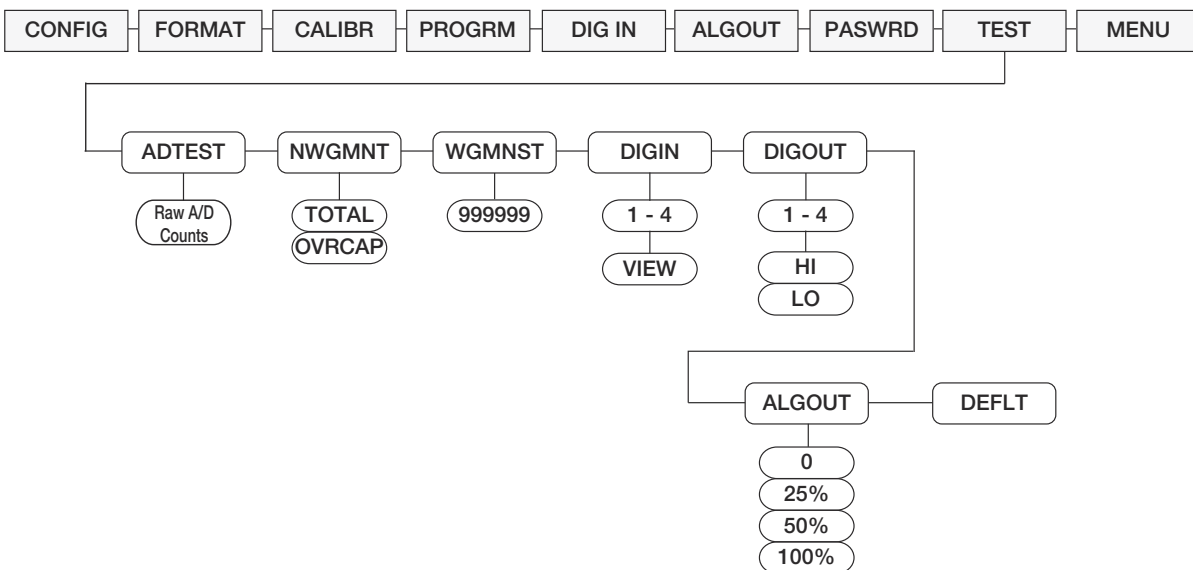 CONFIG FORMAT CALIBR PROGRM DIG IN ALGOUT PASWRD TEST MENU
ADTEST NWGMNT WGMNST DIGIN DIGOUT
Raw A/D
Counts
TOTAL
OVRCAP
999999
1 - 4
VIEW
1 - 4
HI
LO
ALGOUT DEFLT
0
25%
50%
100%